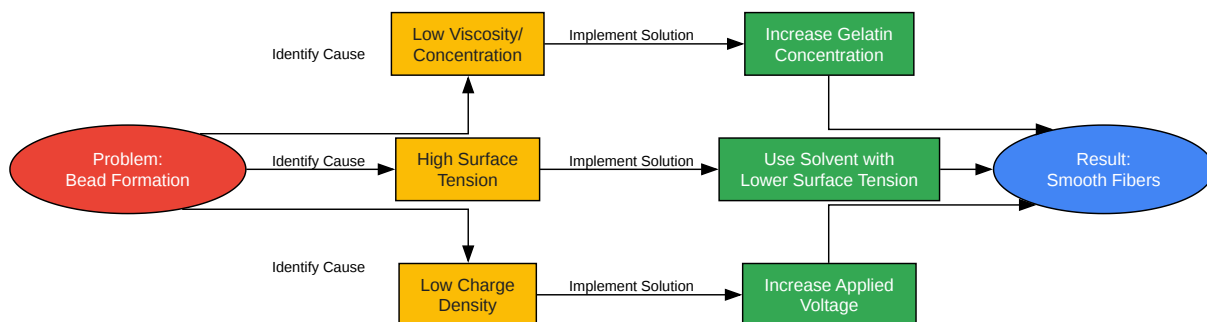 Low Viscosity/
Concentration
Implement Solution
Increase Gelatin
Concentration
Identify Cause
Problem:
Bead Formation
Identify Cause
High Surface
Tension
Implement Solution
Use Solvent with
Lower Surface Tension
Result:
Smooth Fibers
Identify Cause
Low Charge
Density
Implement Solution
Increase Applied
Voltage